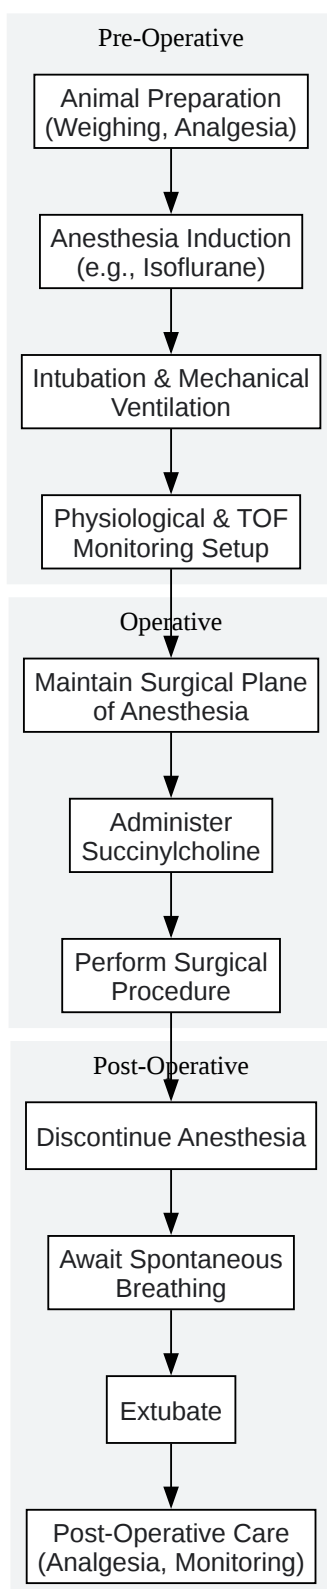 Pre-Operative
Animal Preparation
(Weighing, Analgesia)
Anesthesia Induction
(e.g., Isoflurane)
Intubation & Mechanical
Ventilation
Physiological & TOF
Monitoring Setup
Operative
Maintain Surgical Plane
of Anesthesia
Administer
Succinylcholine
Perform Surgical
Procedure
Post-Operative
Discontinue Anesthesia
Await Spontaneous
Breathing
Extubate
Post-Operative Care
(Analgesia, Monitoring)